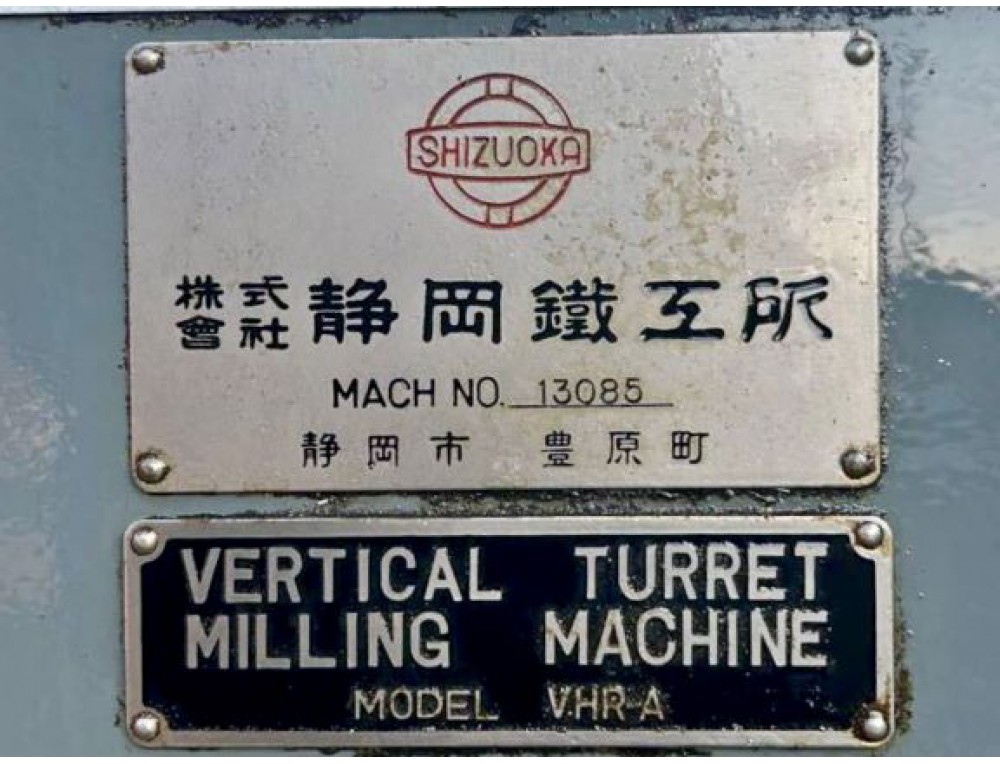 SHIZUOKA
株式會社 静岡鐵工所
MACH NO. 13085
静岡市 豊原町
VERTICAL TURRET
MILLING MACHINE
MODEL VHR-A